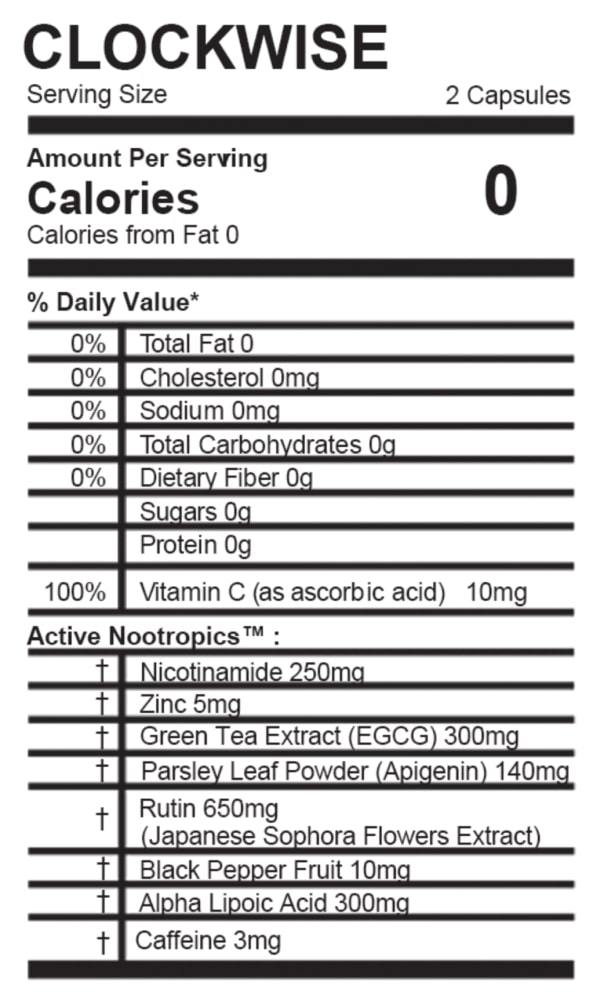 CLOCKWISE
Serving Size 2 Capsules
Amount Per Serving
Calories 0
Calories from Fat 0
% Daily Value*
0% Total Fat 0
0% Cholesterol 0mg
0% Sodium 0mg
0% Total Carbohydrates 0g
0% Dietary Fiber 0g
Sugars 0g
Protein 0g
100% Vitamin C (as ascorbic acid) 10mg
Active Nootropics™ :
† Nicotinamide 250mg
† Zinc 5mg
† Green Tea Extract (EGCG) 300mg
† Parsley Leaf Powder (Apigenin) 140mg
† Rutin 650mg
(Japanese Sophora Flowers Extract)
† Black Pepper Fruit 10mg
† Alpha Lipoic Acid 300mg
† Caffeine 3mg